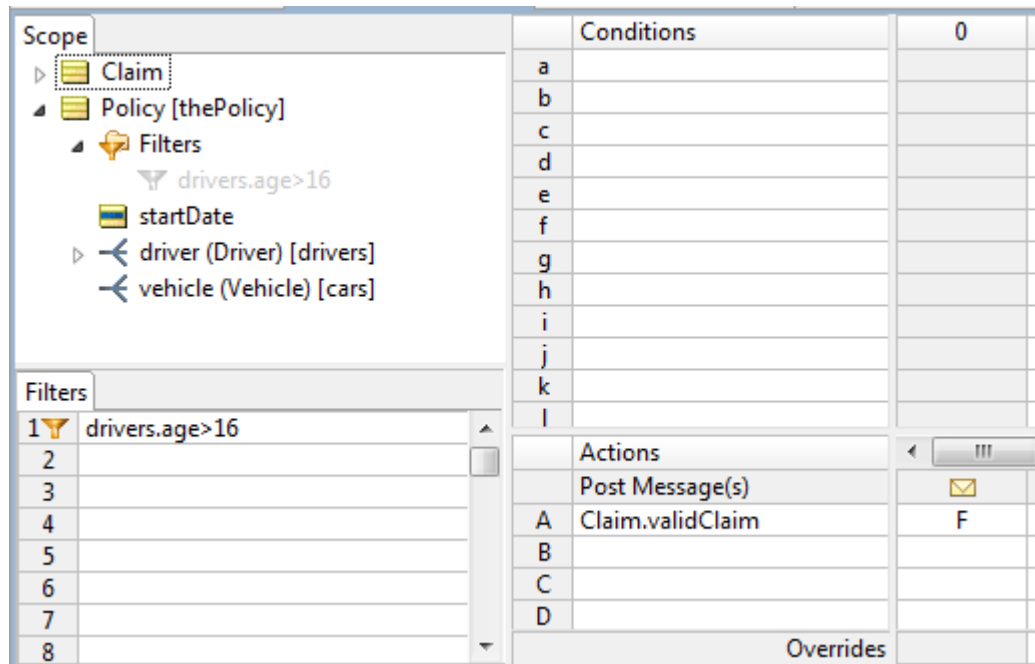 Scope
Claim
Policy [thePolicy]
Filters
drivers.age>16
startDate
driver (Driver) [drivers]
vehicle (Vehicle) [cars]
Filters
1 drivers.age>16
2
3
4
5
6
7
8
Conditions 0
a
b
c
d
e
f
g
h
i
j
k
l
Actions
Post Message(s)
A Claim.validClaim F
B
C
D
Overrides